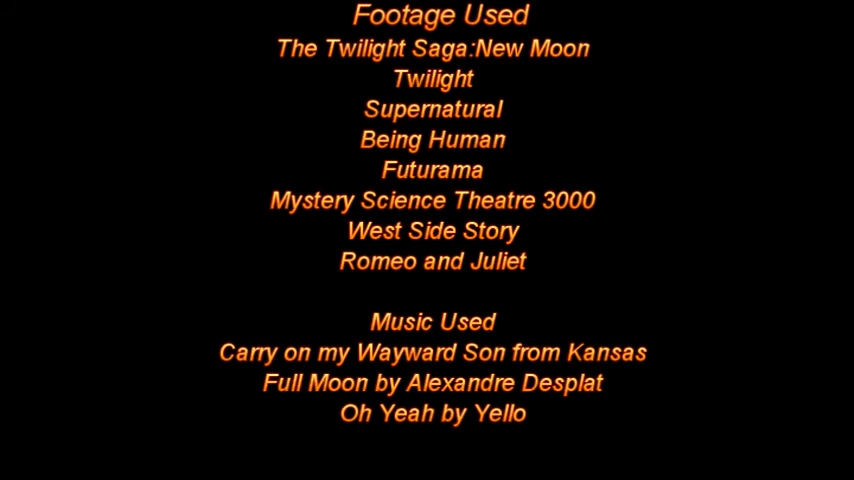 Footage Used
The Twilight Saga:New Moon
Twilight
Supernatural
Being Human
Futurama
Mystery Science Theatre 3000
West Side Story
Romeo and Juliet
Music Used
Carry on my Wayward Son from Kansas
Full Moon by Alexandre Desplat
Oh Yeah by Yello